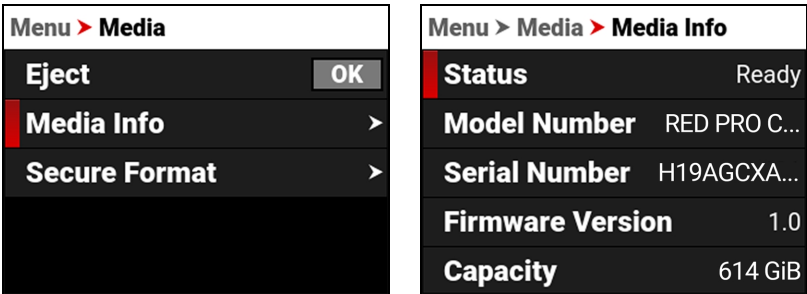 Menu ➤ Media
Eject OK
Media Info ➤
Secure Format ➤
Menu ➤ Media ➤ Media Info
Status Ready
Model Number RED PRO C...
Serial Number H19AGCXA...
Firmware Version 1.0
Capacity 614 GiB